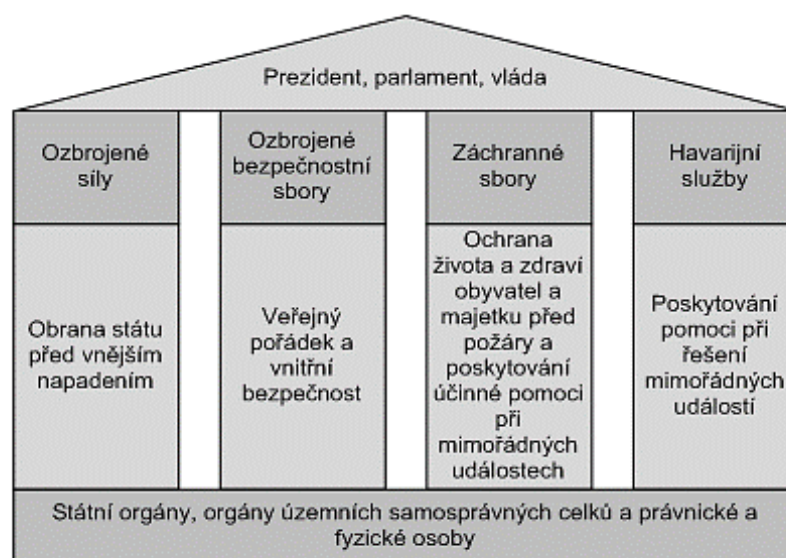 Prezident, parlament, vláda
Ozbrojené
síly
Ozbrojené
bezpečnostní
sbory
Záchranné
sbory
Havarijní
služby
Obrana státu
před vnějším
napadením
Veřejný
pořádek a
vnitřní
bezpečnost
Ochrana
života a zdraví
obyvatel a
majetku před
požáry a
poskytování
účinné pomoci
při
mimořádných
událostech
Poskytování
pomoci při
řešení
mimořádných
událostí
Státní orgány, orgány územních samosprávných celků a právnické a
fyzické osoby